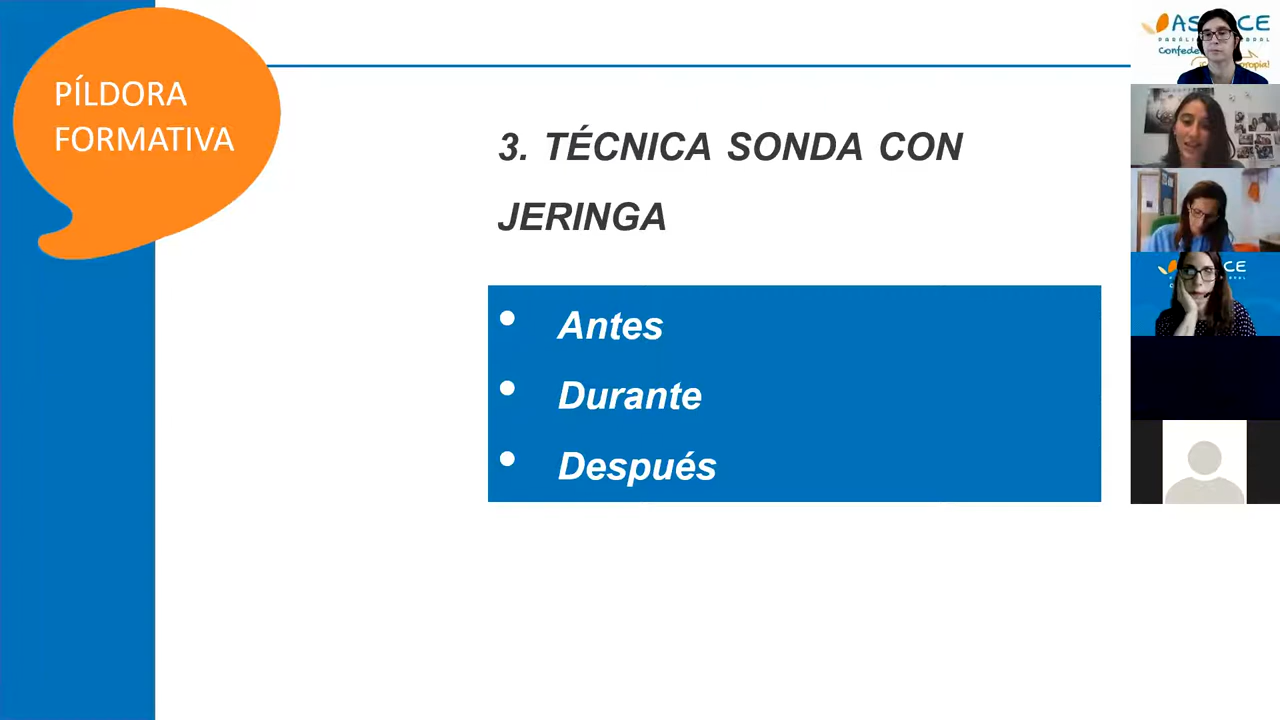 PÍLDORA
FORMATIVA
3. TÉCNICA SONDA CON
JERINGA
• Antes
• Durante
• Después